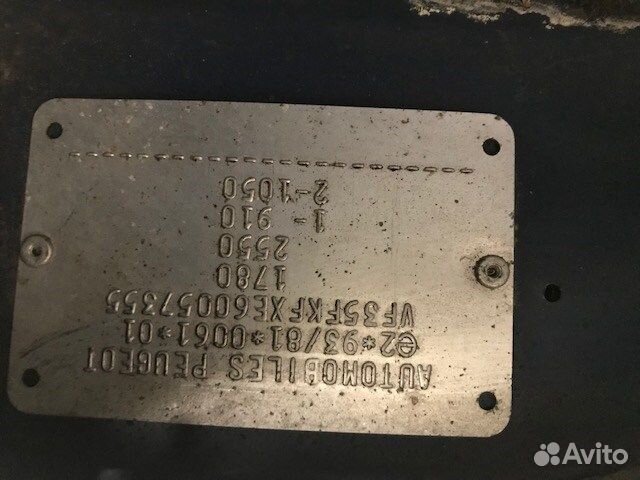 AUTOMOBILES PEUGEOT
e2*93/81*0061*01
VF35FKFXE60057355
1780
2550
1- 910
2-1050
Avito